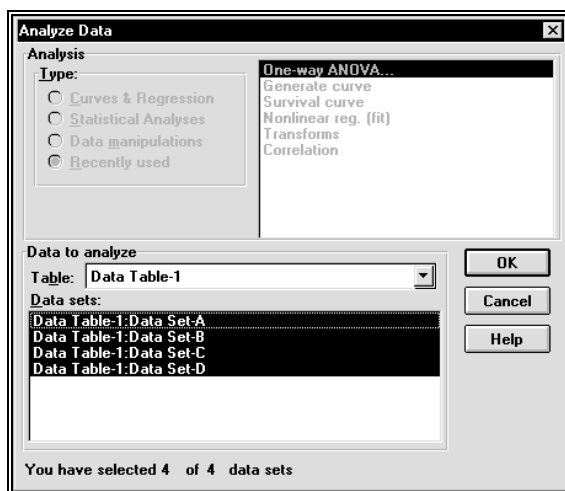 Analyze Data
Analysis
Type:
Curves & Regression
Statistical Analyses
Data manipulations
Recently used
One-way ANOVA...
Generate curve
Survival curve
Nonlinear reg. (fit)
Transforms
Correlation
Data to analyze
Table: Data Table-1
Data sets:
Data Table-1:Data Set-A
Data Table-1:Data Set-B
Data Table-1:Data Set-C
Data Table-1:Data Set-D
OK
Cancel
Help
You have selected 4 of 4 data sets